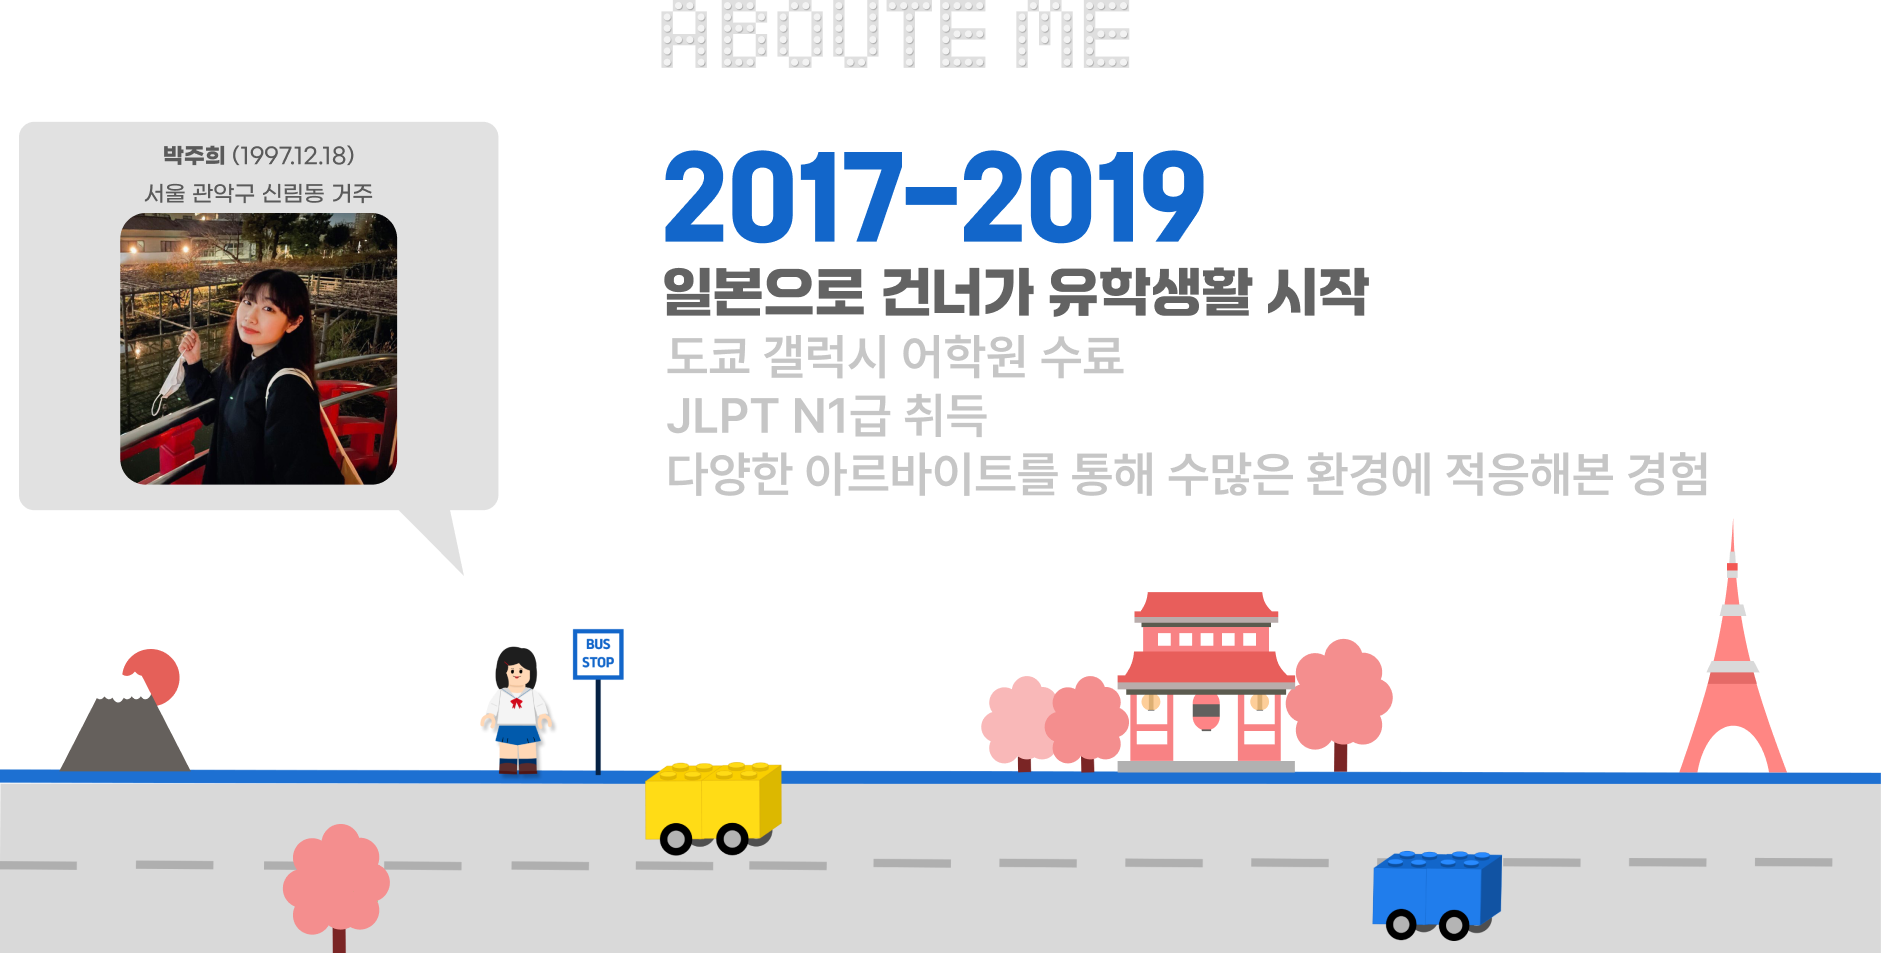 ABOUTE ME
박주희 (1997.12.18)
서울 관악구 신림동 거주
2017-2019
일본으로 건너가 유학생활 시작
도쿄 갤럭시 어학원 수료
JLPT N1급 취득
다양한 아르바이트를 통해 수많은 환경에 적응해본 경험
BUS
STOP